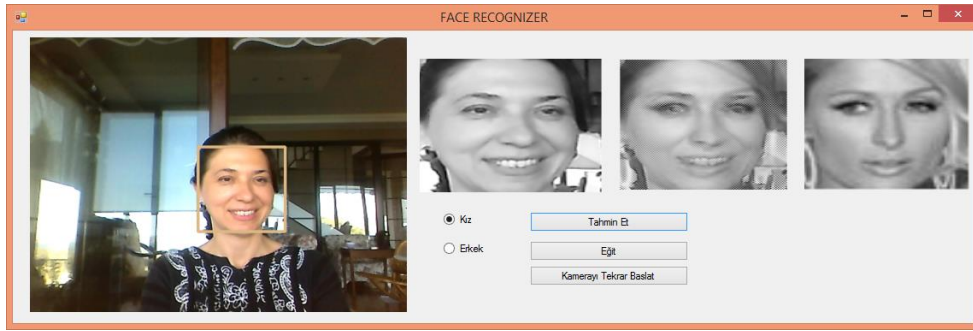 FACE RECOGNIZER
Kız
Tahmin Et
Erkek
Eğit
Kamerayı Tekrar Baslat